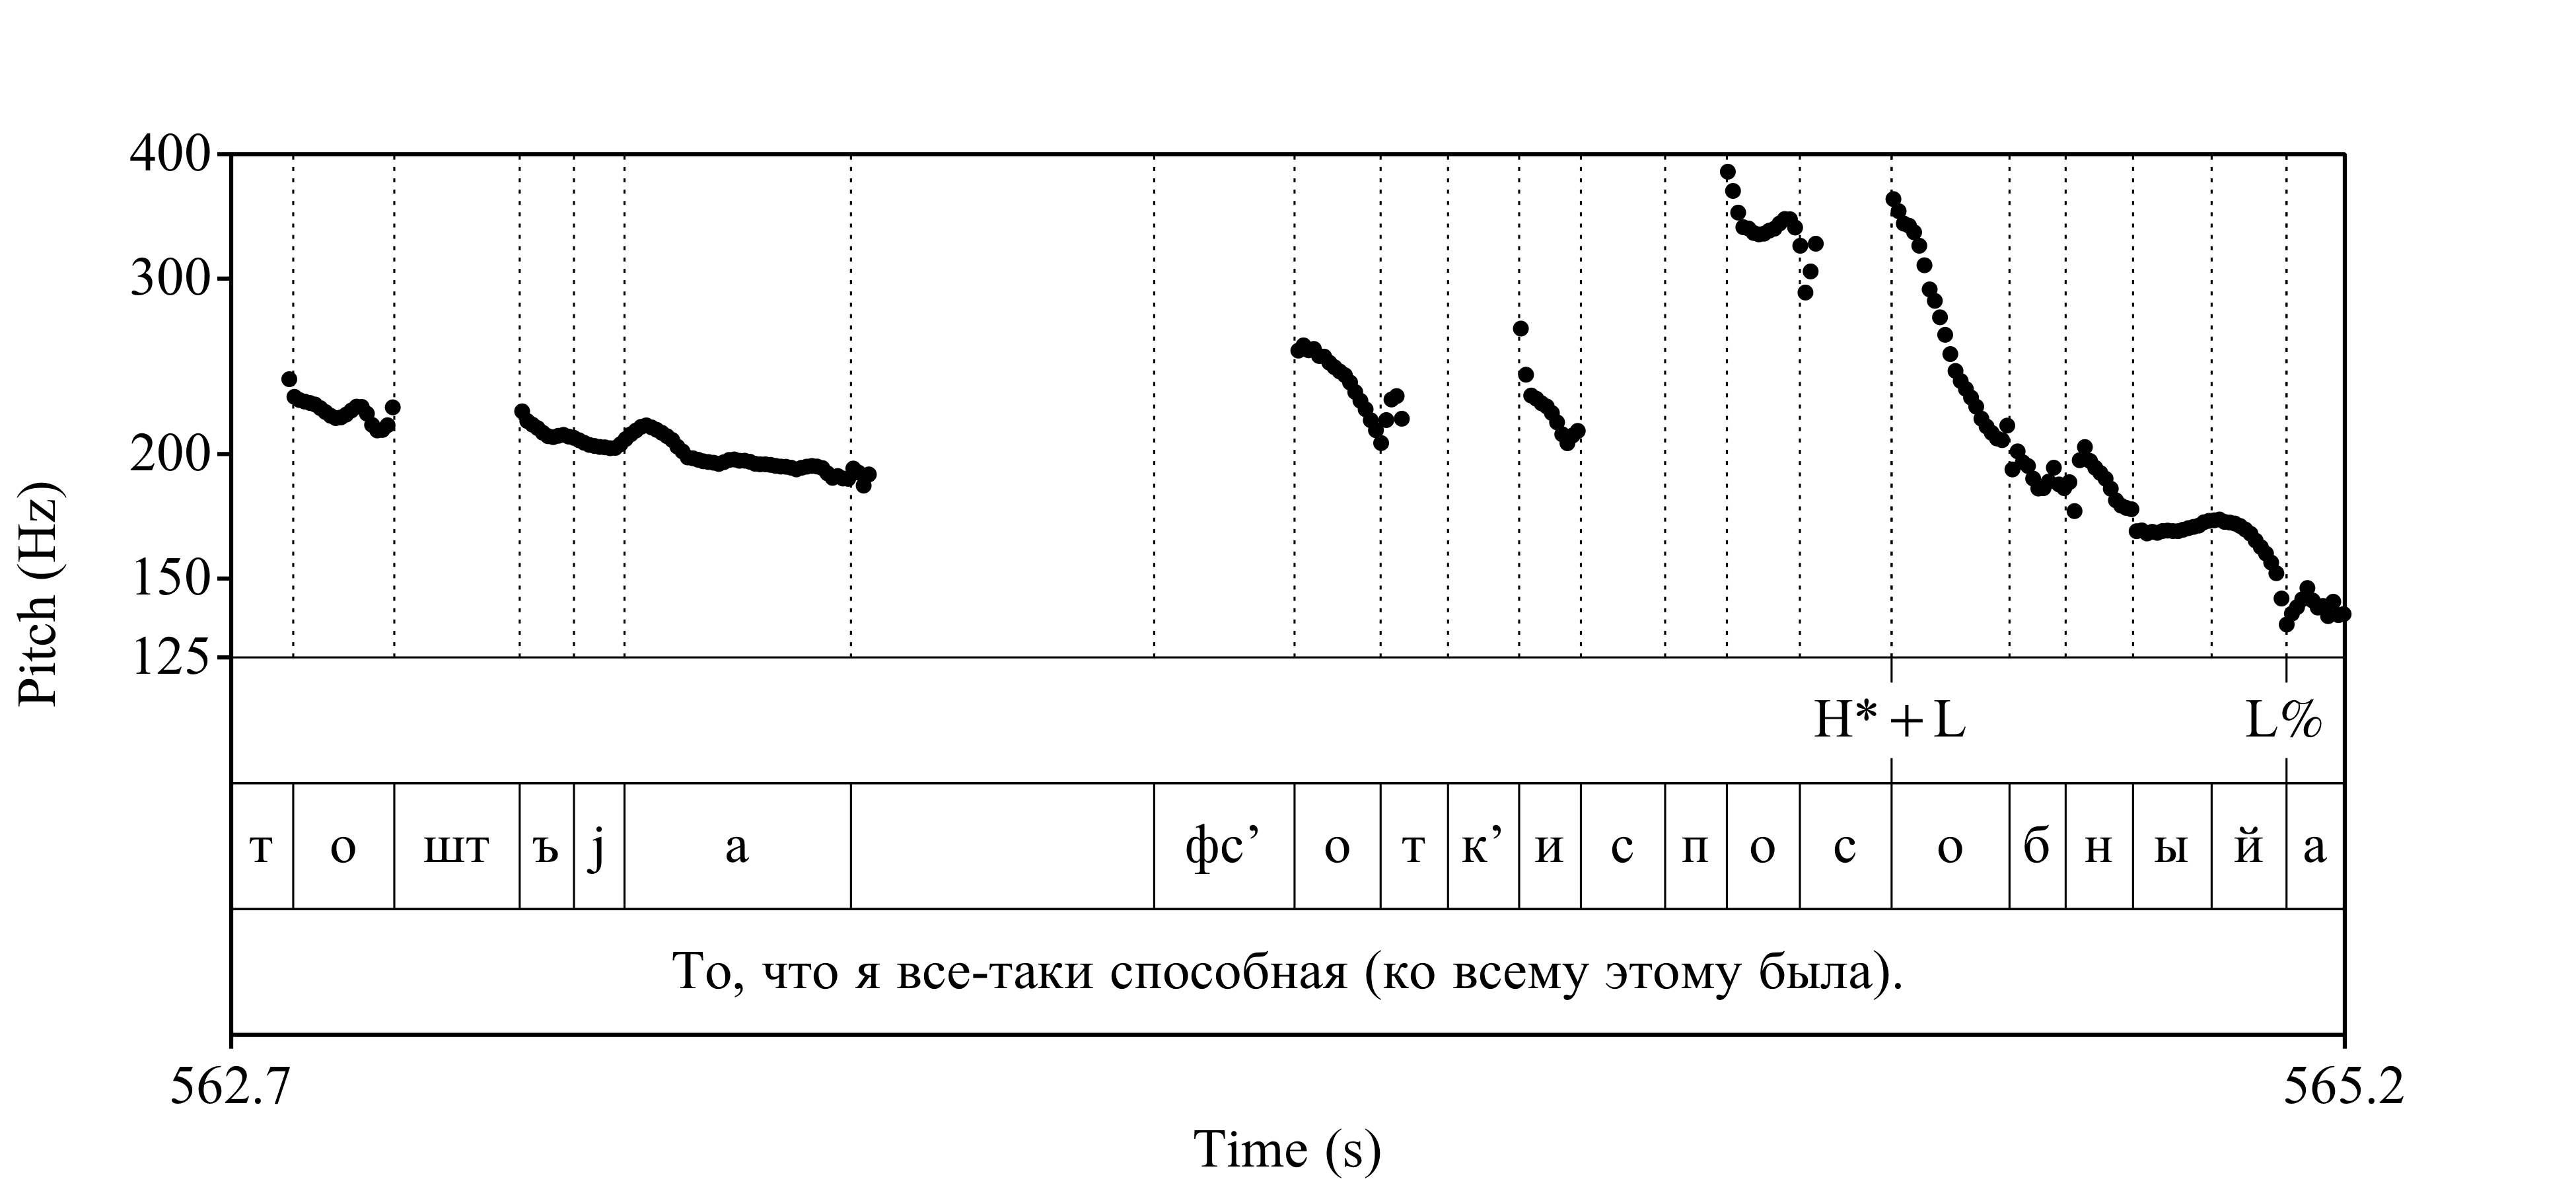 400
300
200
150
125
Pitch (Hz)
H* + L L%
т о шт ъ j а фс’ о т к’ и с п о с о б н ы й а
То, что я все-таки способная (ко всему этому была).
562.7 565.2
Time (s)